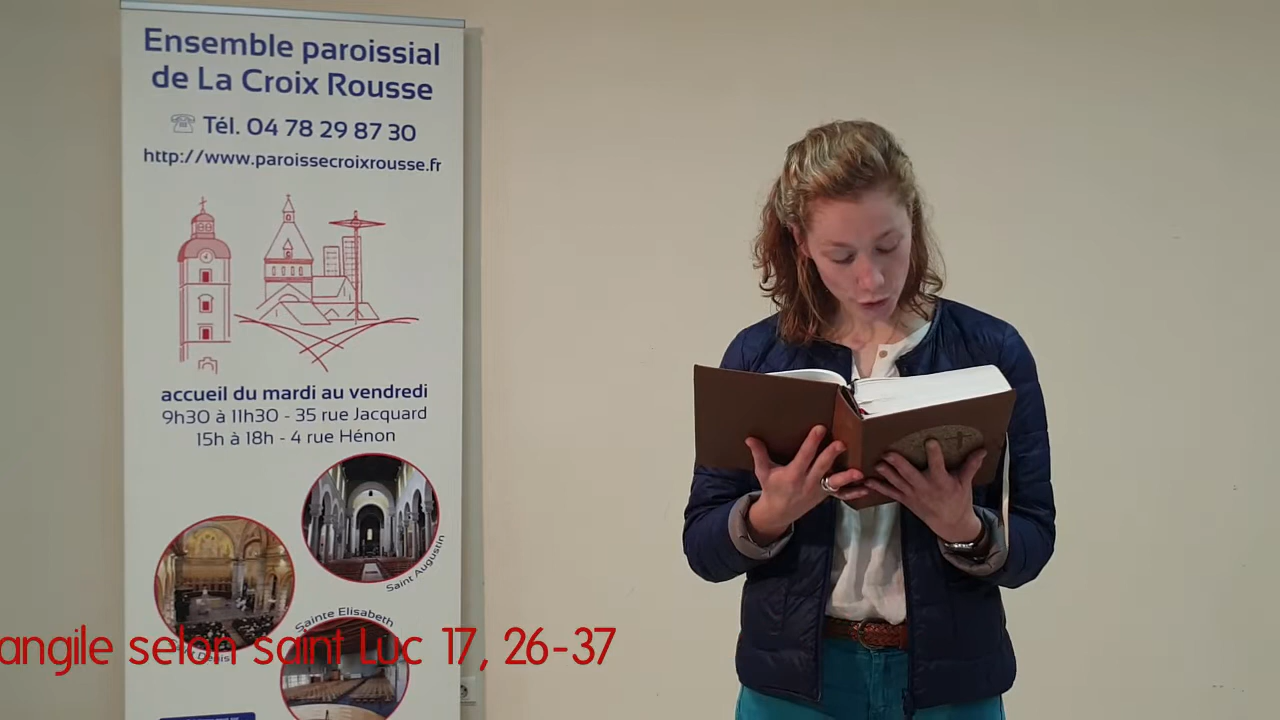 Ensemble paroissial
de La Croix Rousse
☏ Tél. 04 78 29 87 30
http://www.paroissecroixrousse.fr
accueil du mardi au vendredi
9h30 à 11h30 - 35 rue Jacquard
15h à 18h - 4 rue Hénon
Saint Augustin
Sainte Elisabeth
angile selon saint Luc 17, 26-37